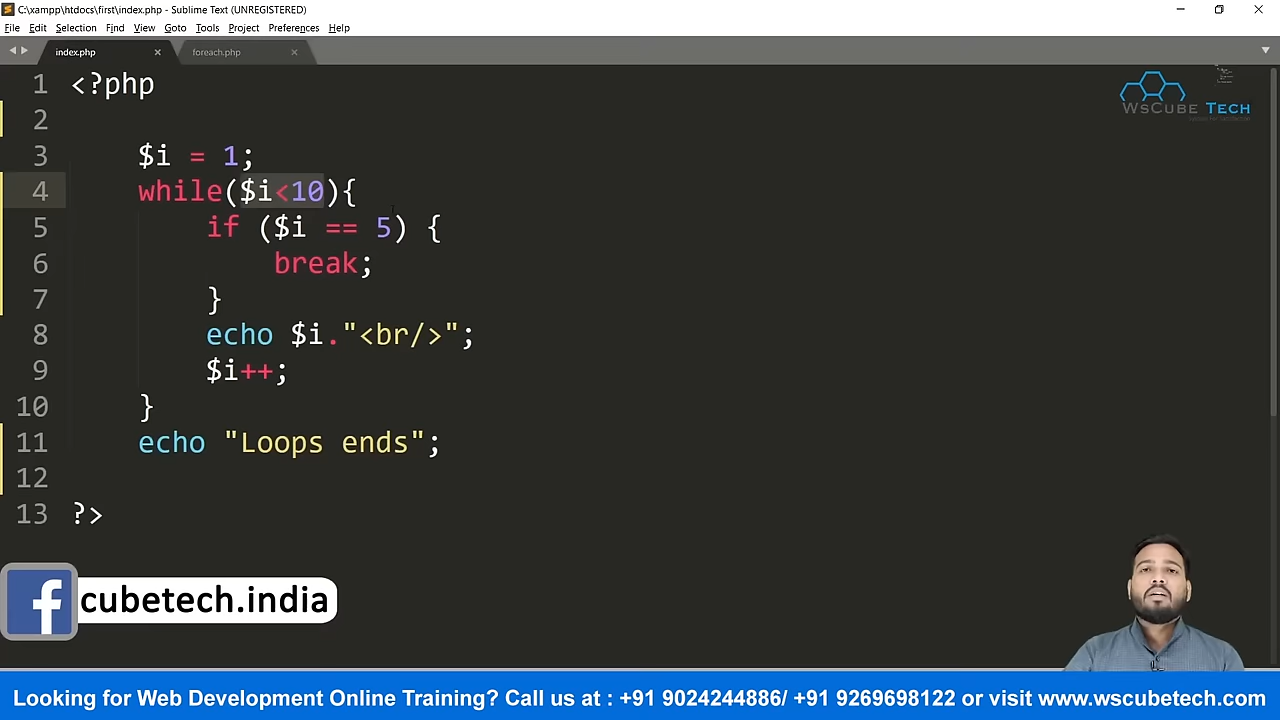 C:\xampp\htdocs\first\index.php - Sublime Text (UNREGISTERED)
File Edit Selection Find View Goto Tools Project Preferences Help
index.php foreach.php
1 <?php
2
3 $i = 1;
4 while($i<10){
5 if ($i == 5) {
6 break;
7 }
8 echo $i."<br/>";
9 $i++;
10 }
11 echo "Loops ends";
12
13 ?>
WsCube Tech
cubetech.india
Looking for Web Development Online Training? Call us at : +91 9024244886/ +91 9269698122 or visit www.wscubetech.com